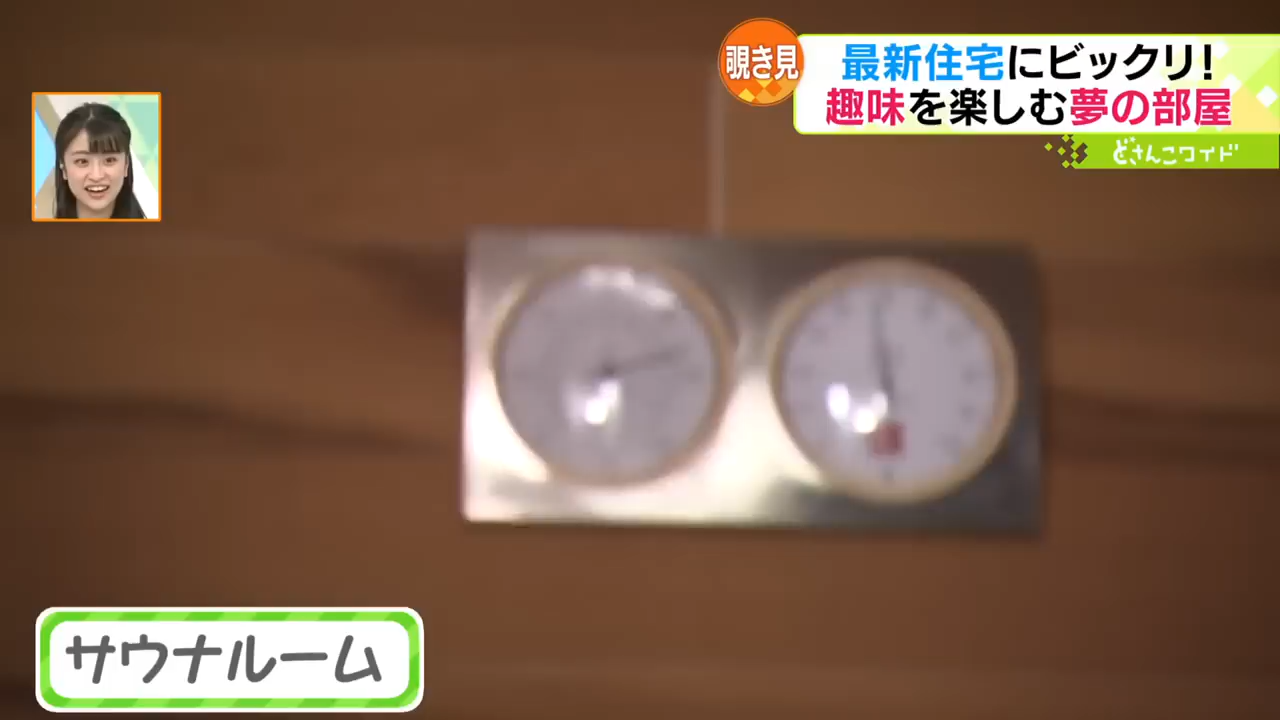 覗き見
最新住宅にビックリ!
趣味を楽しむ夢の部屋
どさんこワイド
サウナルーム